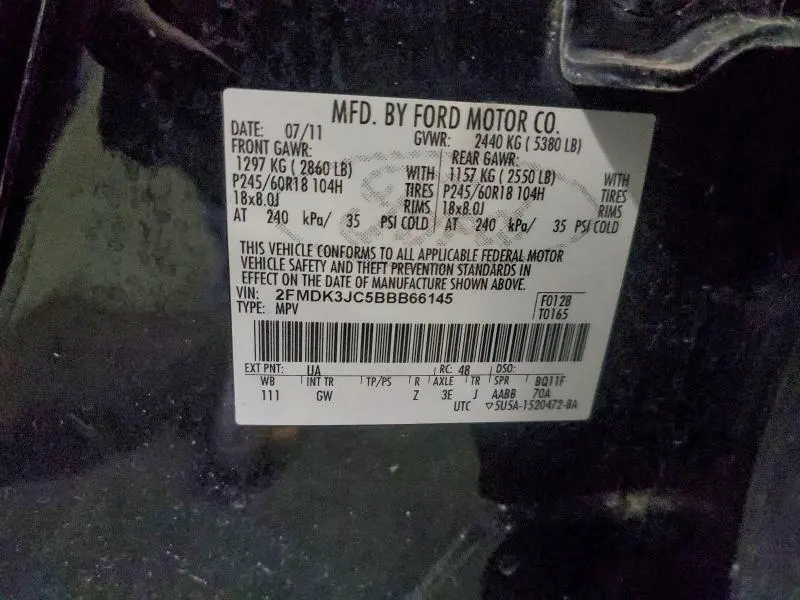 MFD. BY FORD MOTOR CO.
DATE: 07/11 GVWR: 2440 KG ( 5380 LB)
FRONT GAWR: REAR GAWR:
1297 KG ( 2860 LB) WITH 1157 KG ( 2550 LB) WITH
P245/60R18 104H TIRES P245/60R18 104H TIRES
18x8.0J RIMS 18x8.0J RIMS
AT 240 kPa/ 35 PSI COLD AT 240 kPa/ 35 PSI COLD
THIS VEHICLE CONFORMS TO ALL APPLICABLE FEDERAL MOTOR
VEHICLE SAFETY AND THEFT PREVENTION STANDARDS IN
EFFECT ON THE DATE OF MANUFACTURE SHOWN ABOVE.
VIN: 2FMDK3JC5BBB66145 F0128
TYPE: MPV T0165
EXT PNT: UA RC: 48 DSO:
WB INT TR TP/PS R AXLE TR SPR BQ11F
111 GW Z 3E J AABB 70A
UTC ▽5U5A-1520472-BA